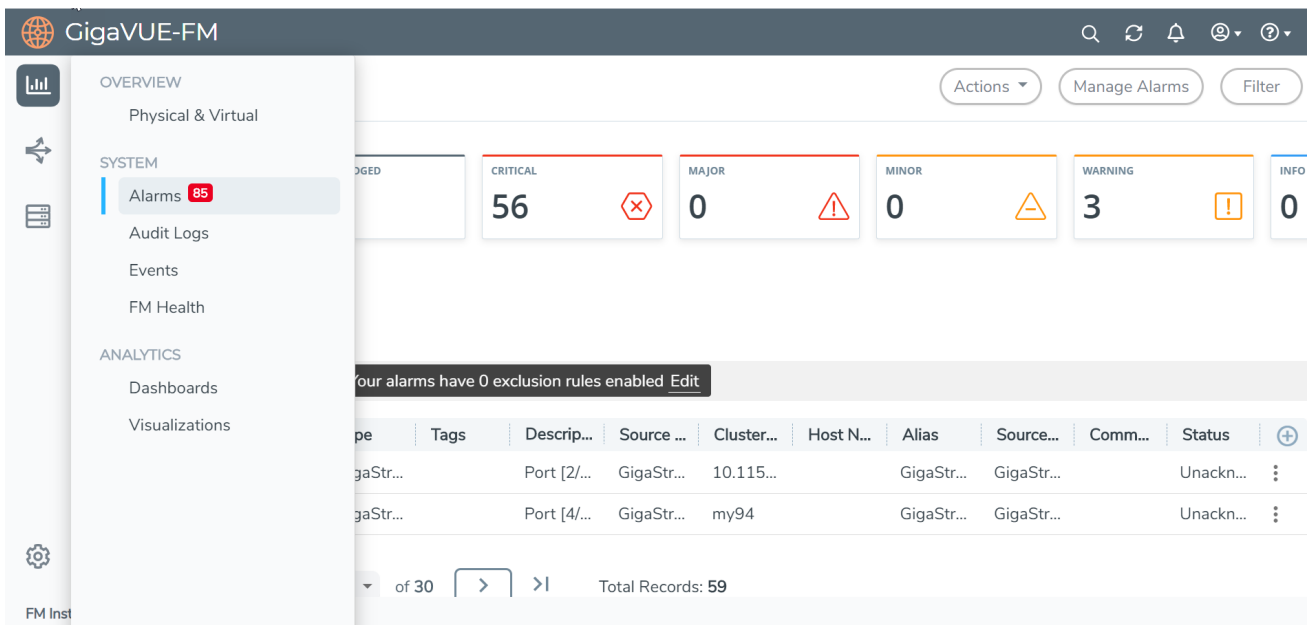 GigaVUE-FM
OVERVIEW
Physical & Virtual
SYSTEM
Alarms 85
Audit Logs
Events
FM Health
ANALYTICS
Dashboards
Visualizations
FM Inst
Actions Manage Alarms Filter
CRITICAL MAJOR MINOR WARNING INFO
56 0 0 3 0
Your alarms have 0 exclusion rules enabled Edit
Tags Descrip... Source ... Cluster... Host N... Alias Source... Comm... Status
gaStr... Port [2/... GigaStr... 10.115... GigaStr... GigaStr... Unackn...
gaStr... Port [4/... GigaStr... my94 GigaStr... GigaStr... Unackn...
of 30 > >| Total Records: 59